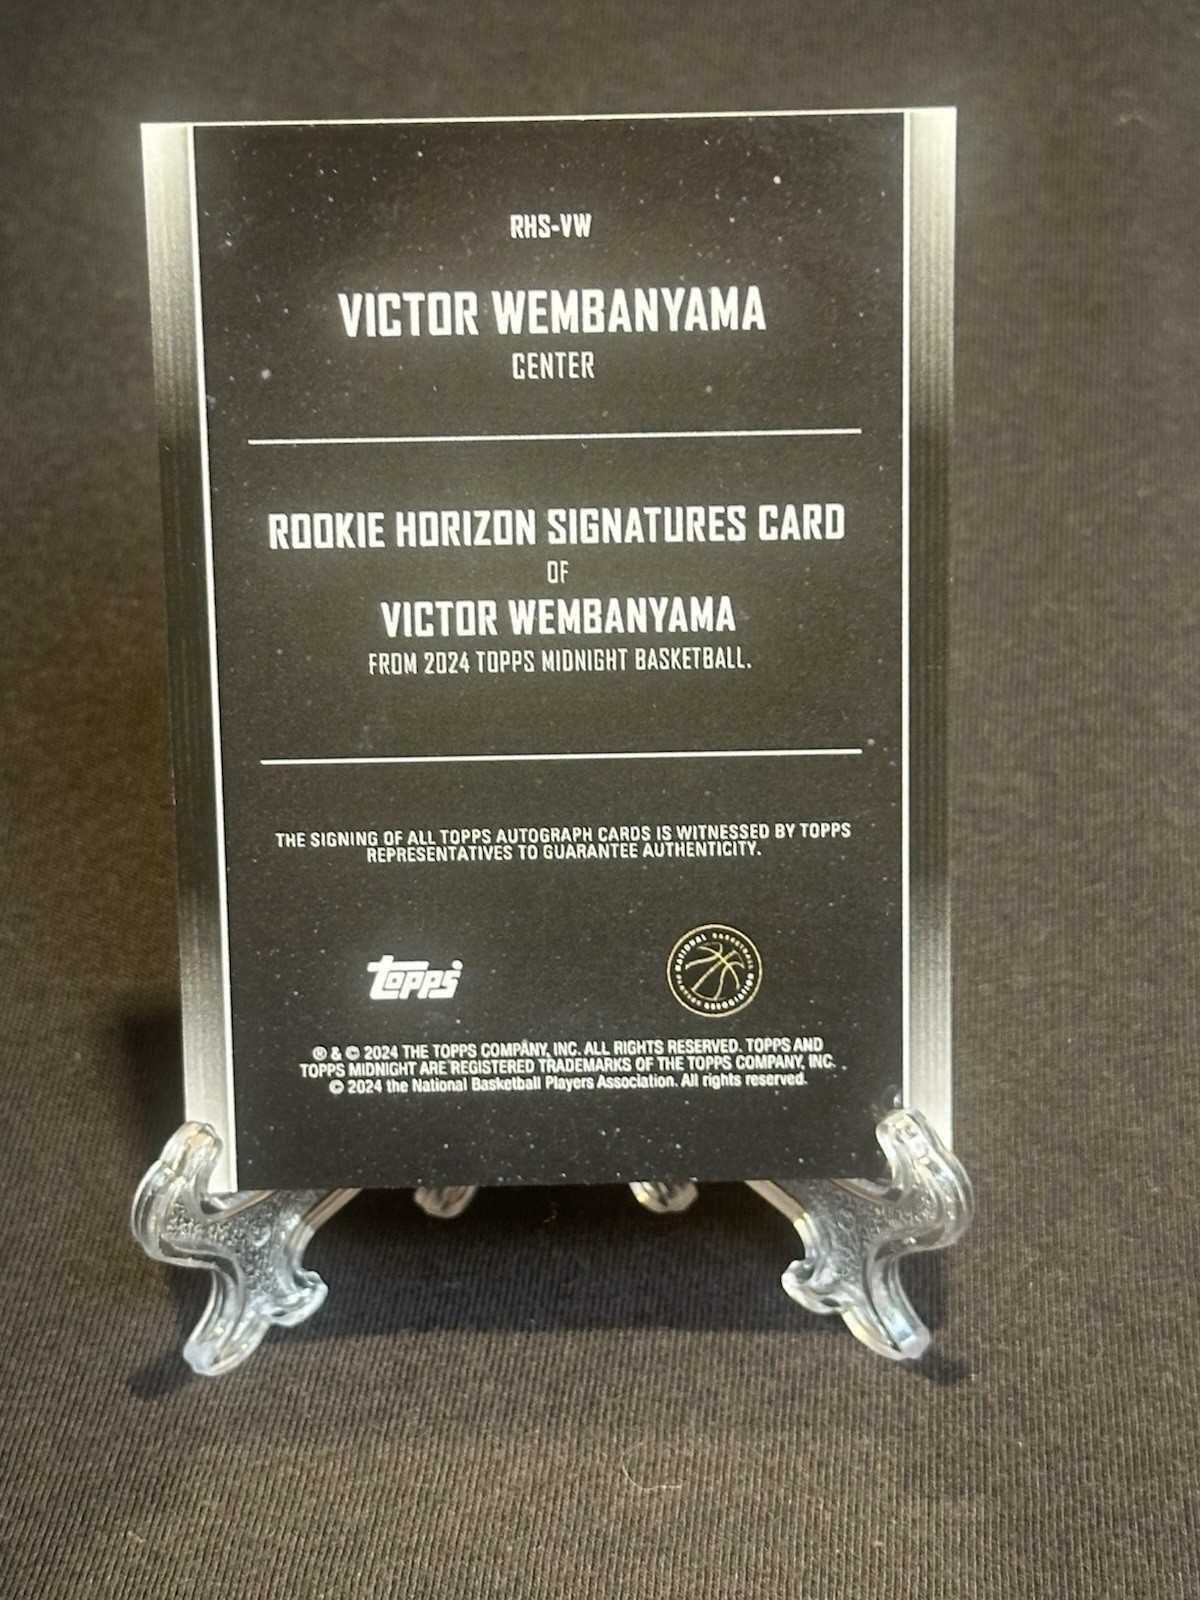 RHS-VW
VICTOR WEMBANYAMA
CENTER
ROOKIE HORIZON SIGNATURES CARD
OF
VICTOR WEMBANYAMA
FROM 2024 TOPPS MIDNIGHT BASKETBALL.
THE SIGNING OF ALL TOPPS AUTOGRAPH CARDS IS WITNESSED BY TOPPS
REPRESENTATIVES TO GUARANTEE AUTHENTICITY.
topps
NATIONAL BASKETBALL
® & © 2024 THE TOPPS COMPANY, INC. ALL RIGHTS RESERVED. TOPPS AND
TOPPS MIDNIGHT ARE REGISTERED TRADEMARKS OF THE TOPPS COMPANY, INC.
© 2024 the National Basketball Players Association. All rights reserved.